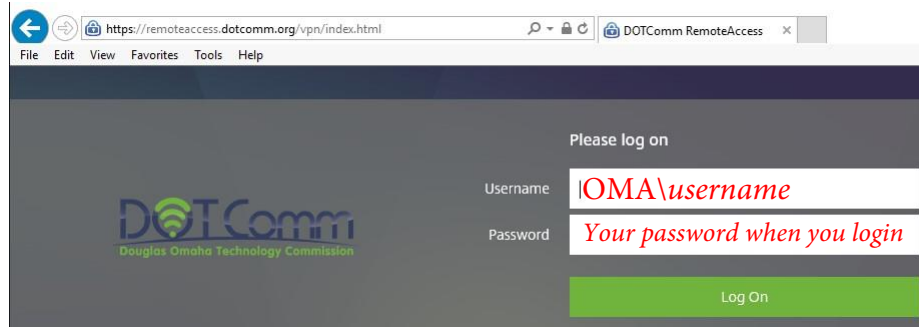 https://remoteaccess.dotcomm.org/vpn/index.html
DOTComm RemoteAccess
File Edit View Favorites Tools Help
Please log on
Username OMA\username
Password Your password when you login
DOTComm
Douglas Omaha Technology Commission
Log On